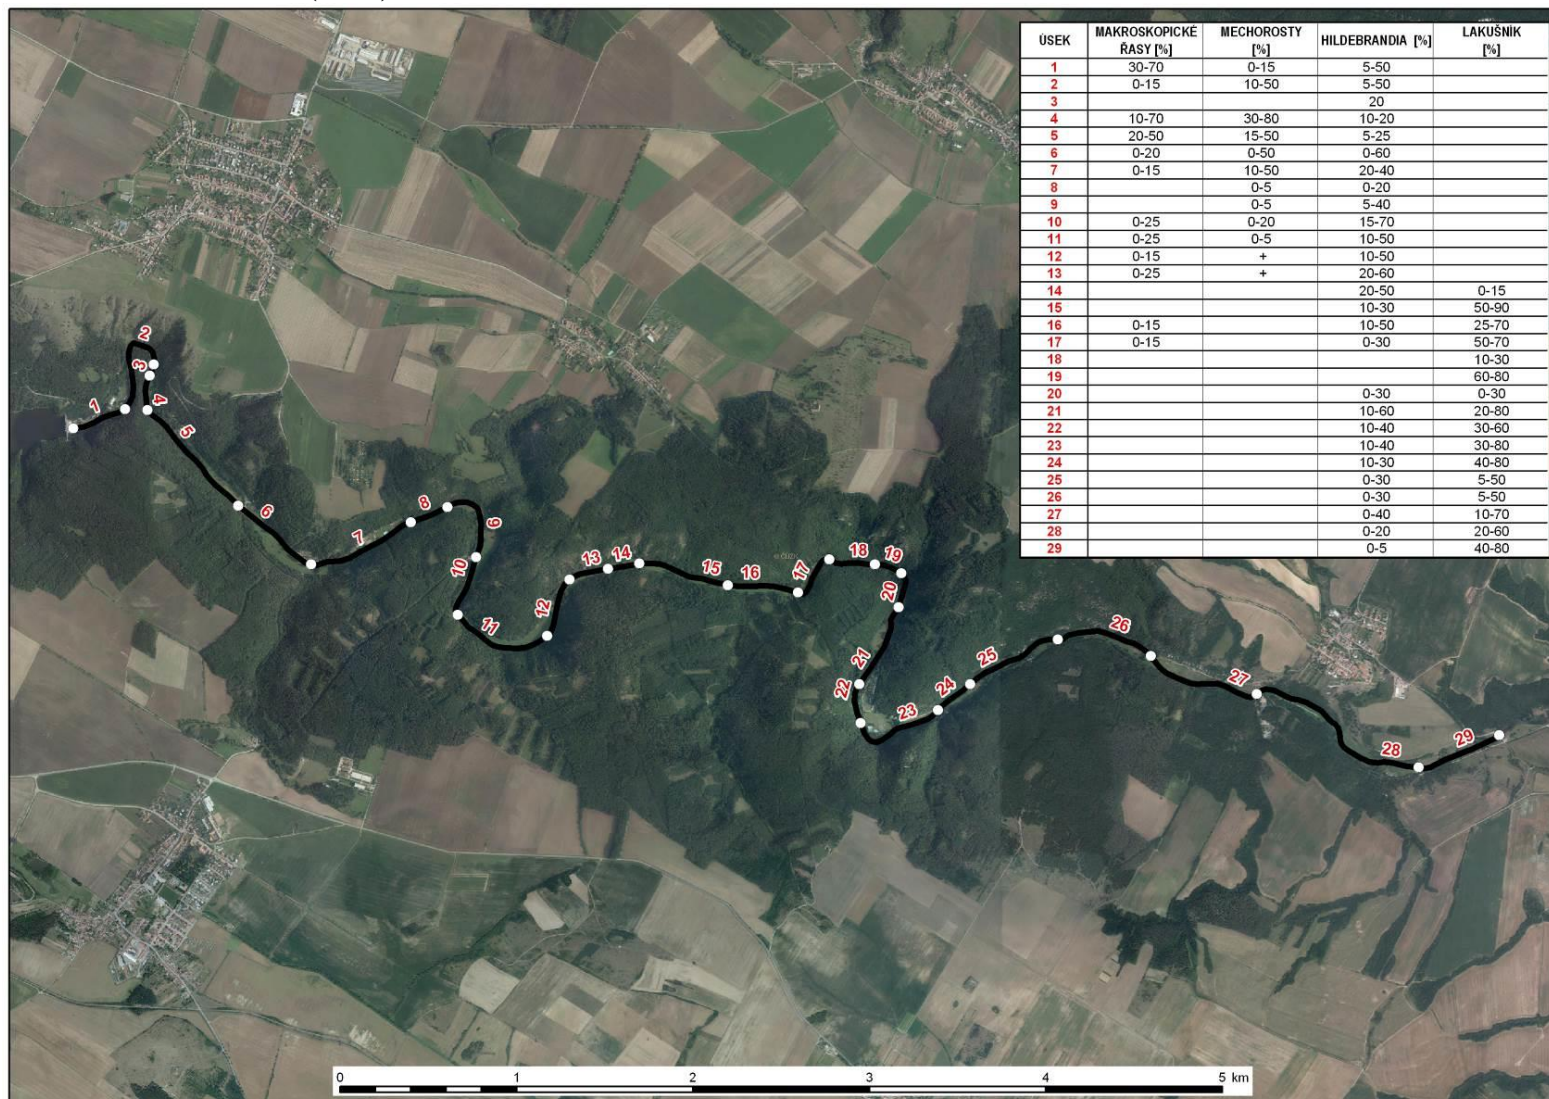 ÚSEK MAKROSKOPICKÉ ŘASY [%] MECHOROSTY [%] HILDEBRANDIA [%] LAKUŠNÍK [%]
1 30-70 0-15 5-50
2 0-15 10-50 5-50
3 20
4 10-70 30-80 10-20
5 20-50 15-50 5-25
6 0-20 0-50 0-60
7 0-15 10-50 20-40
8 0-5 0-20
9 0-5 5-40
10 0-25 0-20 15-70
11 0-25 0-5 10-50
12 0-15 + 10-50
13 0-25 + 20-60
14 20-50 0-15
15 10-30 50-90
16 0-15 10-50 25-70
17 0-15 0-30 50-70
18 10-30
19 60-80
20 0-30 0-30
21 10-60 20-80
22 10-40 30-60
23 10-40 30-80
24 10-30 40-80
25 0-30 5-50
26 0-30 5-50
27 0-40 10-70
28 0-20 20-60
29 0-5 40-80
1
2
3
4
5
6
7
8
9
10
11
12
13
14
15
16
17
18
19
20
21
22
23
24
25
26
27
28
29
0 1 2 3 4 5 km